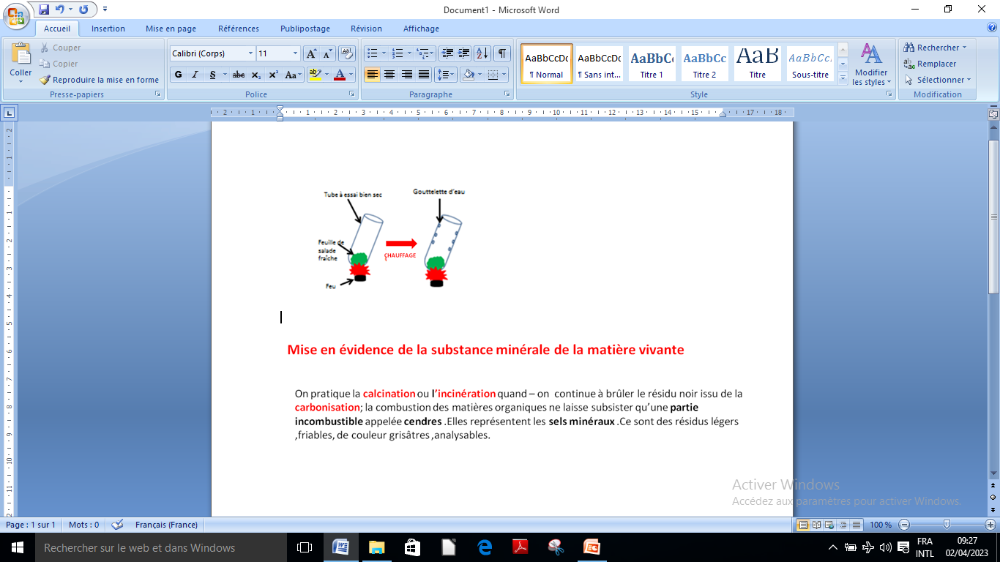 Document1 - Microsoft Word
Accueil
Insertion
Mise en page
Références
Publipostage
Révision
Affichage
Coller
Couper
Copier
Reproduire la mise en forme
Presse-papiers
Calibri (Corps)
11
G I S abc x₂ x² Aa
Police
Paragraphe
AaBbCcDc
¶ Normal
AaBbCcDc
¶ Sans int...
AaBbCc
Titre 1
AaBbCc
Titre 2
AaB
Titre
AaBbCc.
Sous-titre
Modifier
les styles
Style
Rechercher
Remplacer
Sélectionner
Modification
2 1 1 2 3 4 5 6 7 8 9 10 11 12 13 14 15 17 18
Tube à essai bien sec
Gouttelette d'eau
Feuille de
salade
fraîche
CHAUFFAGE
Feu
Mise en évidence de la substance minérale de la matière vivante
On pratique la calcination ou l'incinération quand – on continue à brûler le résidu noir issu de la
carbonisation; la combustion des matières organiques ne laisse subsister qu'une partie
incombustible appelée cendres .Elles représentent les sels minéraux .Ce sont des résidus légers
,friables, de couleur grisâtres ,analysables.
Activer Windows
Accédez aux paramètres pour activer Windows.
Page : 1 sur 1
Mots : 0
Français (France)
100 %
Rechercher sur le web et dans Windows
FRA
INTL
09:27
02/04/2023